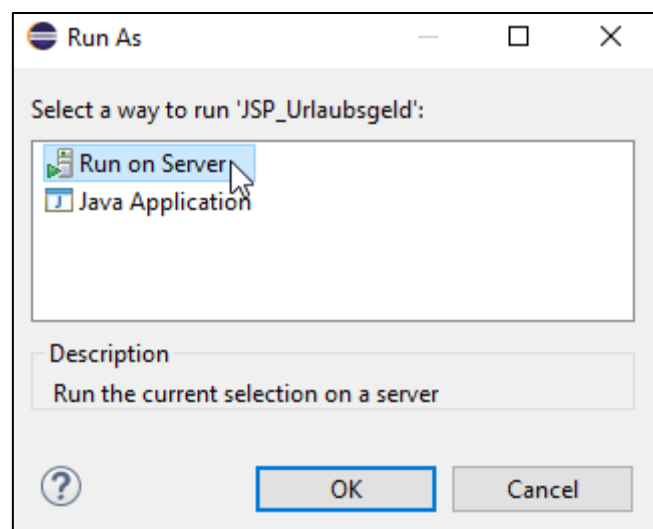 Run As
Select a way to run 'JSP_Urlaubsgeld':
Run on Server
Java Application
Description
Run the current selection on a server
?
OK
Cancel